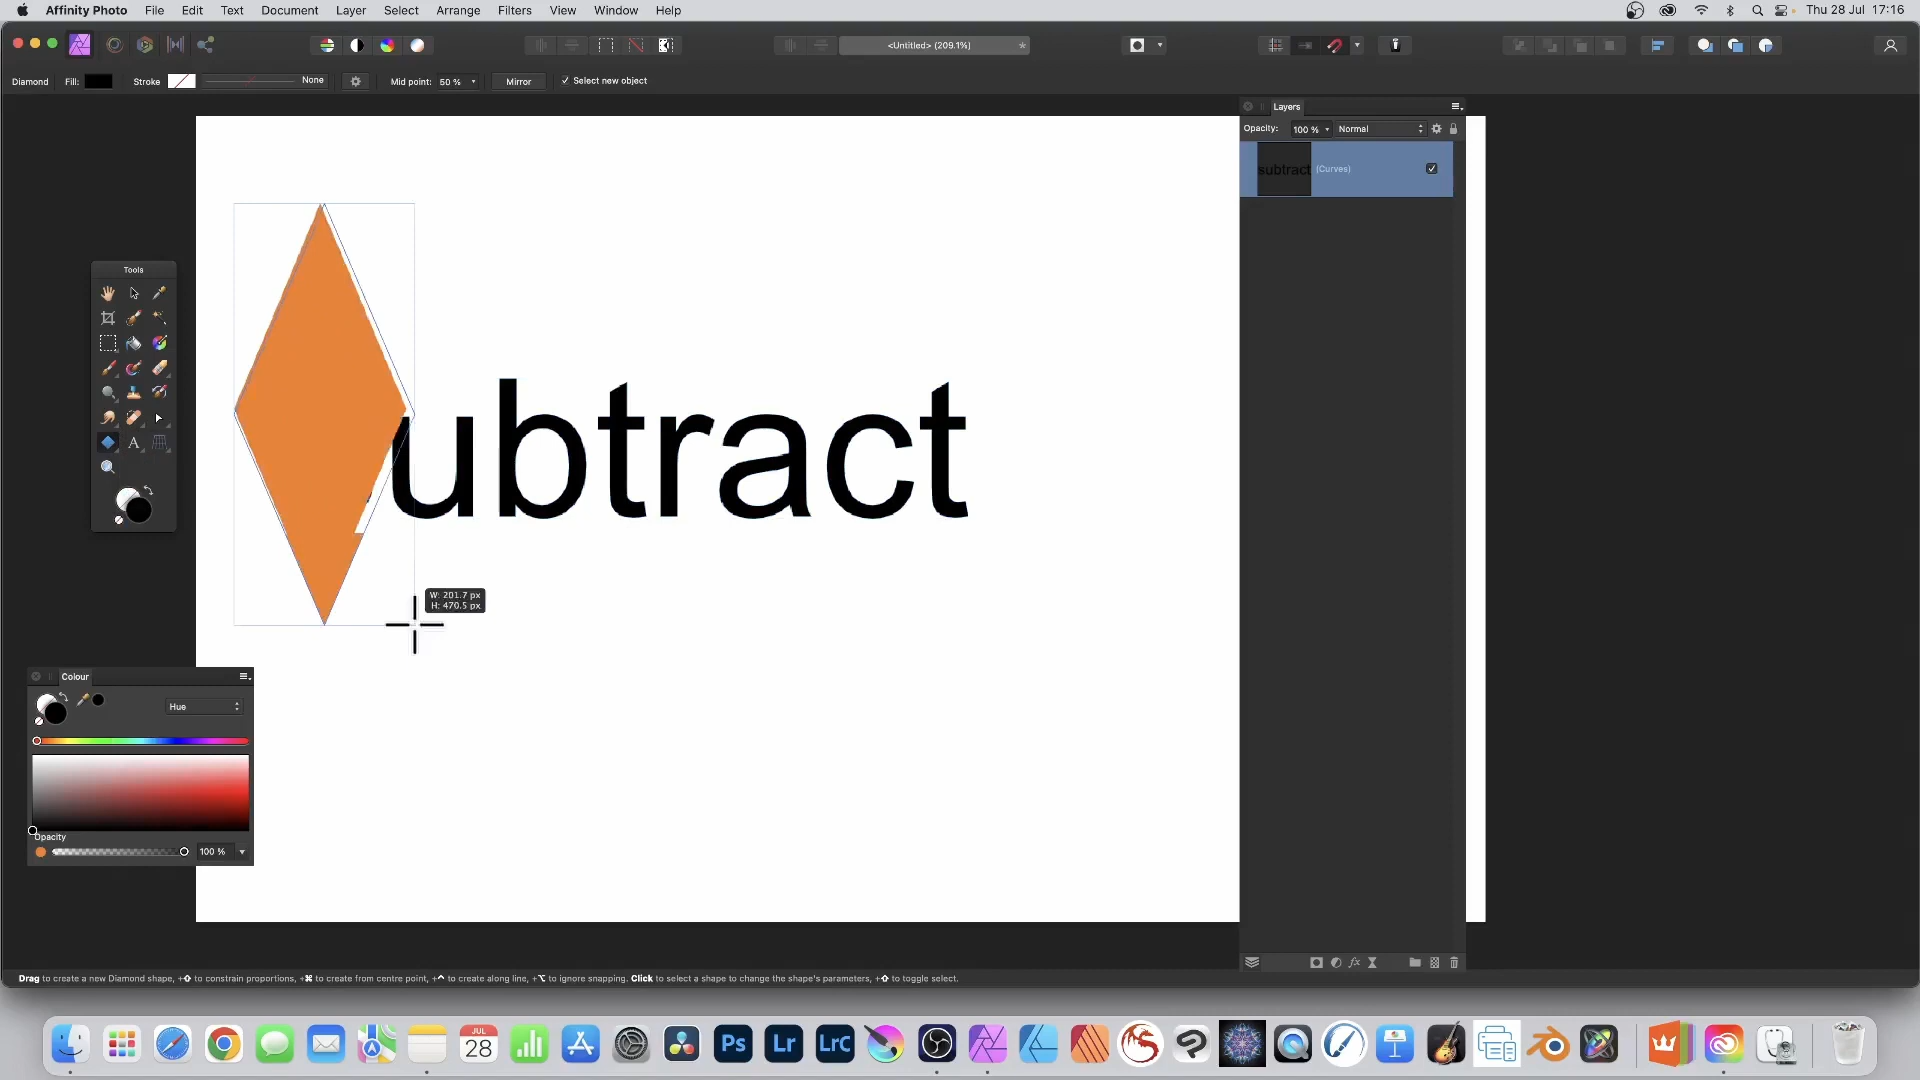 Affinity Photo File Edit Text Document Layer Select Arrange Filters View Window Help Thu 28 Jul 17:16
<Untitled> (209.1%) *
Diamond Fill: Stroke None Mid point: 50 % Mirror Select new object
Layers
Opacity: 100 % Normal
subtract (Curves)
Tools
A
ubtract
W: 201.7 px
H: 470.5 px
Colour
Hue
Opacity
100 %
fx
Drag to create a new Diamond shape, +⇧ to constrain proportions, +⌘ to create from centre point, +⌃ to create along line, +⌥ to ignore snapping. Click to select a shape to change the shape's parameters, +⇧ to toggle select.
JUL
28
Ps
Lr
LrC